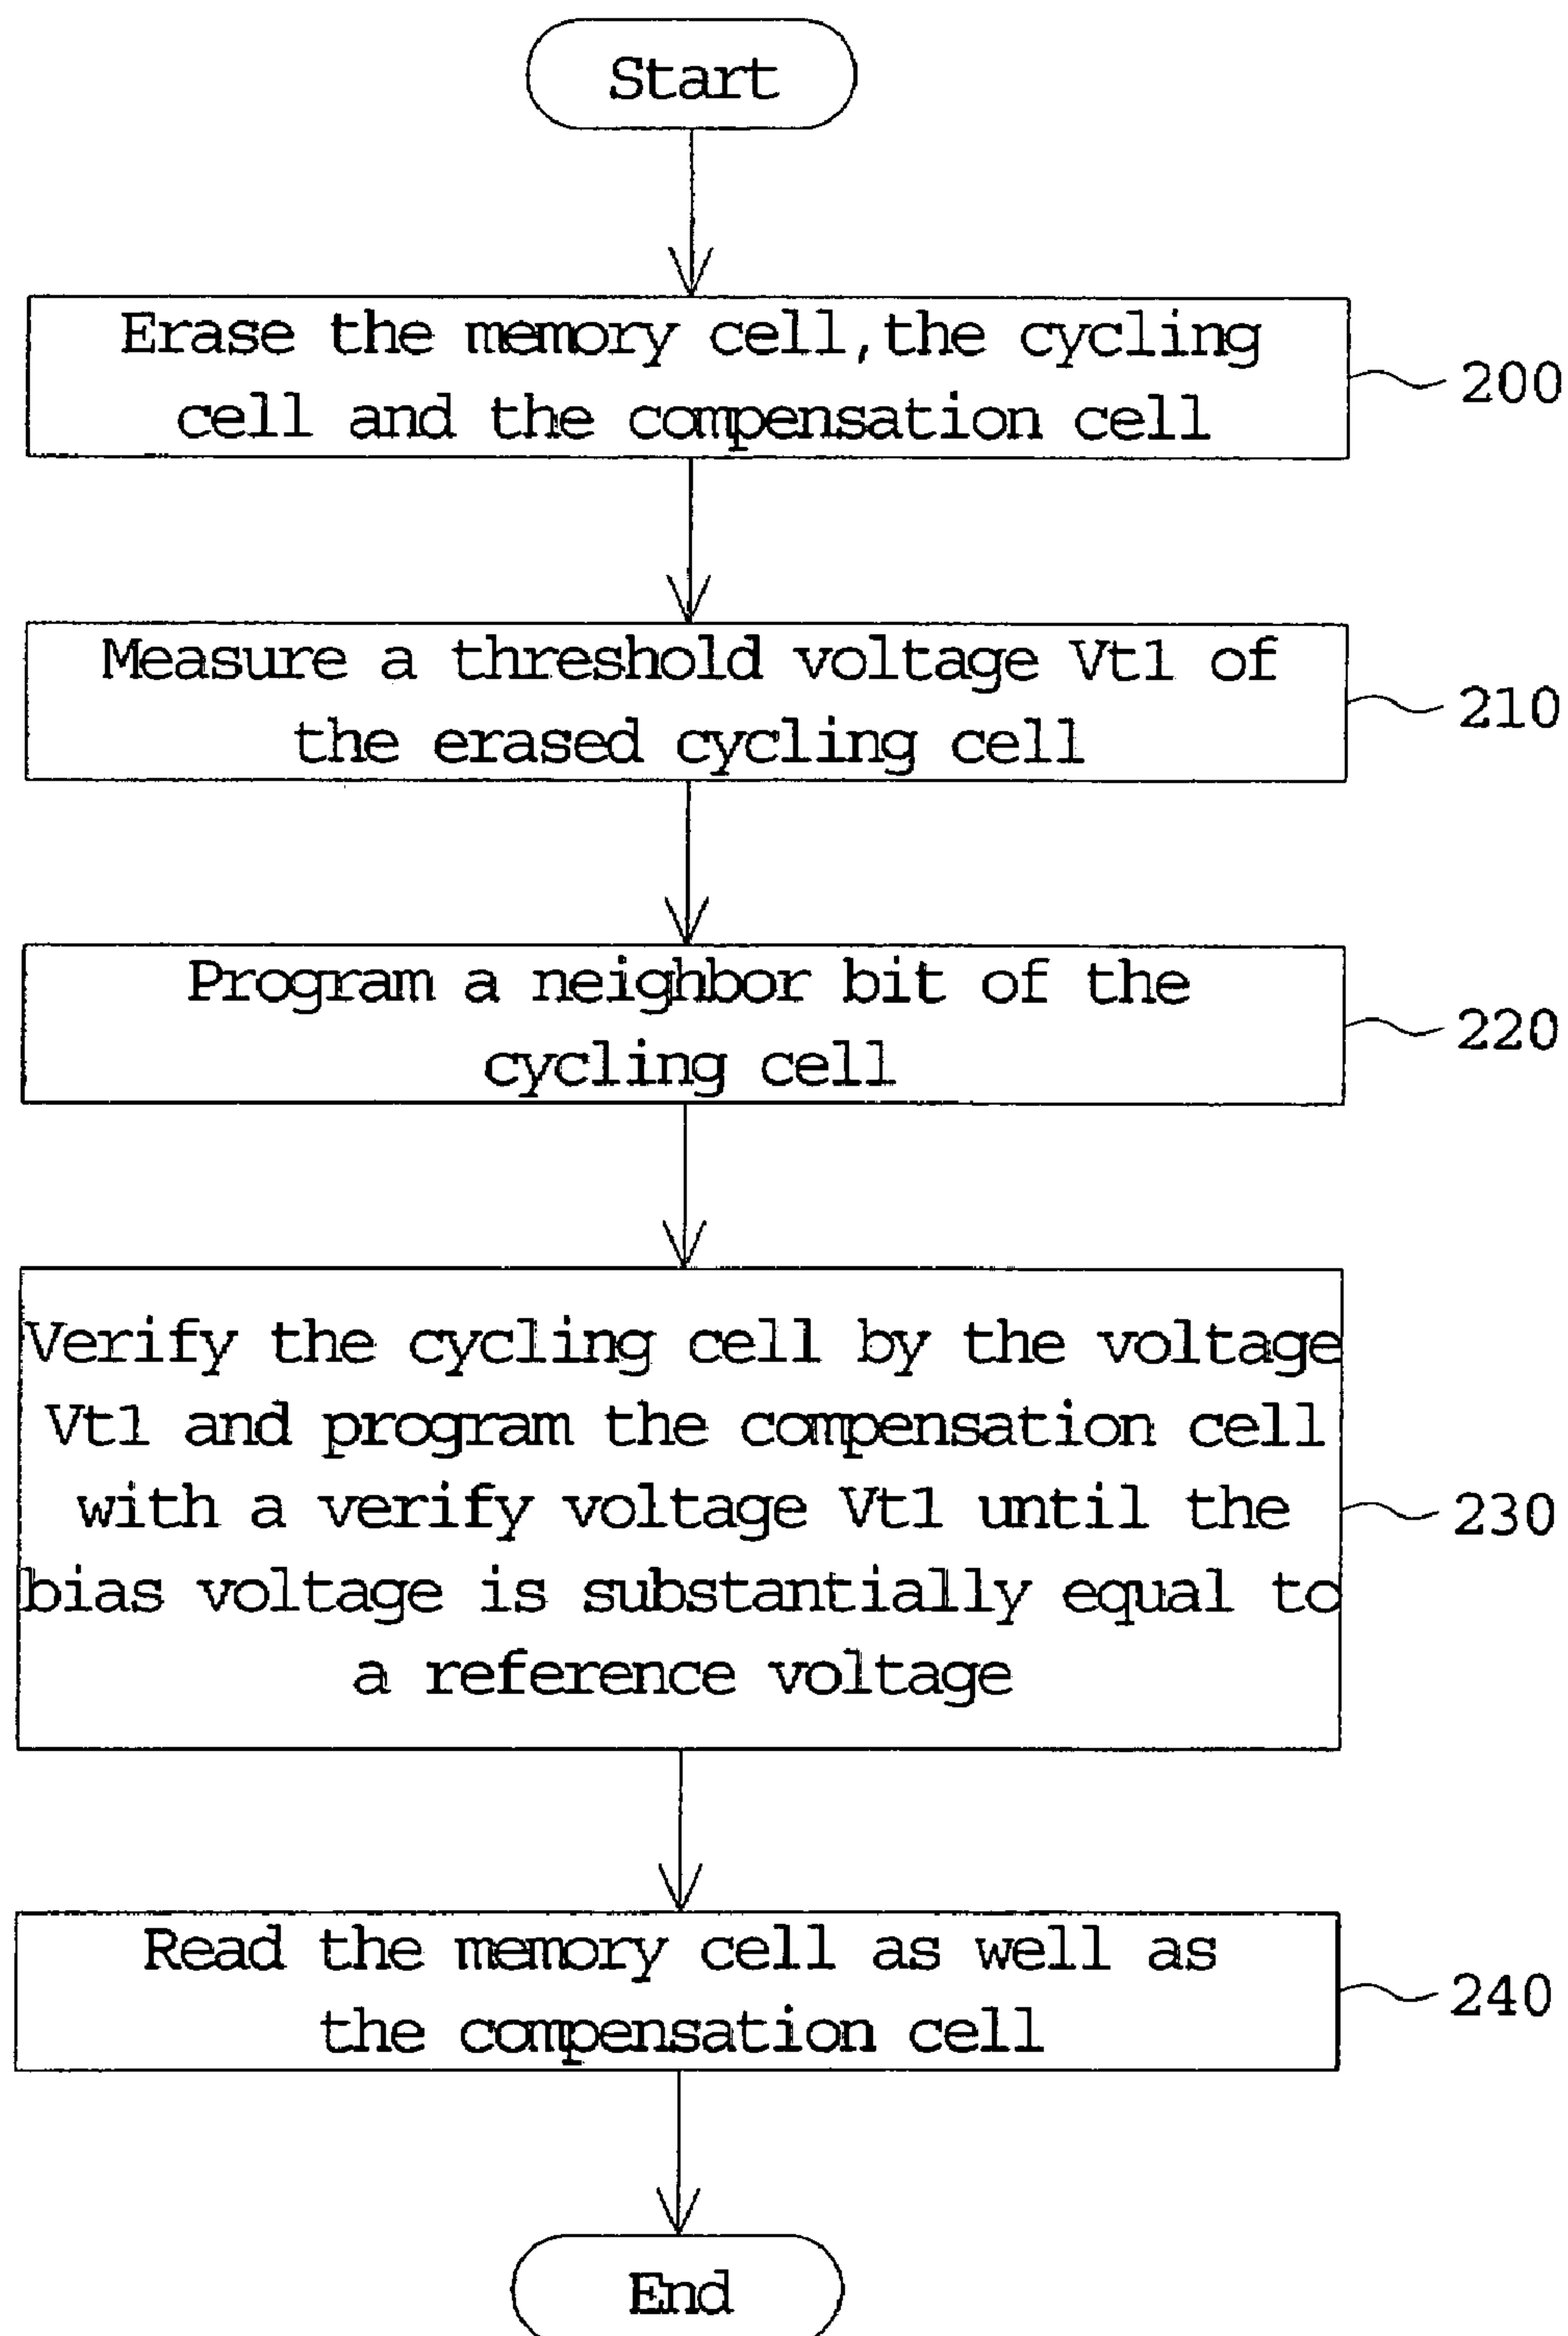 Start
Erase the memory cell,the cycling
cell and the compensation cell
200
Measure a threshold voltage Vt1 of
the erased cycling cell
210
Program a neighbor bit of the
cycling cell
220
Verify the cycling cell by the voltage
Vt1 and program the compensation cell
with a verify voltage Vt1 until the
bias voltage is substantially equal to
a reference voltage
230
Read the memory cell as well as
the compensation cell
240
End